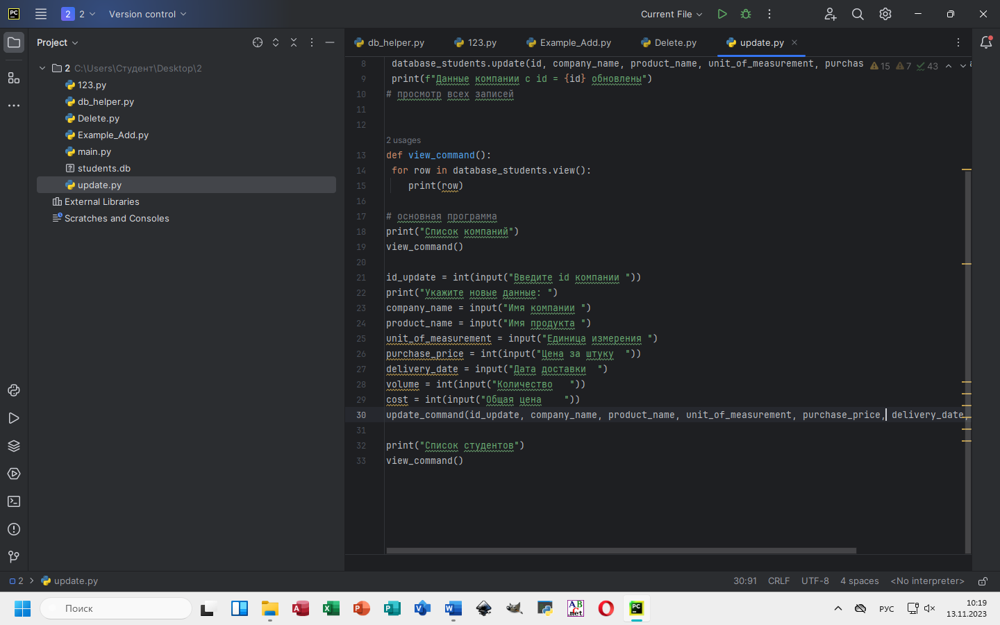 PC
2 2 Version control
Current File
Project
db_helper.py 123.py Example_Add.py Delete.py update.py
2 C:\Users\Студент\Desktop\2
123.py
db_helper.py
Delete.py
Example_Add.py
main.py
students.db
update.py
External Libraries
Scratches and Consoles
15 7 43
8 database_students.update(id, company_name, product_name, unit_of_measurement, purchas
9 print(f"Данные компании с id = {id} обновлены")
10 # просмотр всех записей
11
12
2 usages
13 def view_command():
14 for row in database_students.view():
15 print(row)
16
17 # основная программа
18 print("Список компаний")
19 view_command()
20
21 id_update = int(input("Введите id компании "))
22 print("Укажите новые данные: ")
23 company_name = input("Имя компании ")
24 product_name = input("Имя продукта ")
25 unit_of_measurement = input("Единица измерения ")
26 purchase_price = int(input("Цена за штуку  "))
27 delivery_date = input("Дата доставки  ")
28 volume = int(input("Количество   "))
29 cost = int(input("Общая цена    "))
30 update_command(id_update, company_name, product_name, unit_of_measurement, purchase_price, delivery_date,
31
32 print("Список студентов")
33 view_command()
2 update.py
30:91 CRLF UTF-8 4 spaces <No interpreter>
Поиск
РУС
10:19
13.11.2023